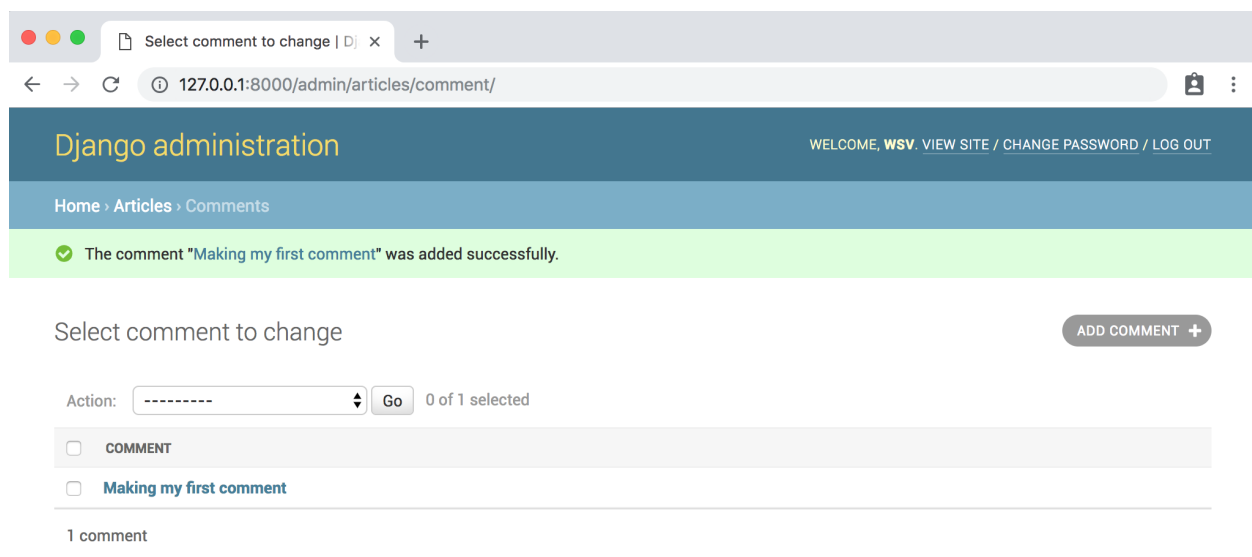 Select comment to change | Dj
127.0.0.1:8000/admin/articles/comment/
Django administration
WELCOME, WSV. VIEW SITE / CHANGE PASSWORD / LOG OUT
Home › Articles › Comments
The comment "Making my first comment" was added successfully.
Select comment to change
ADD COMMENT +
Action: --------- Go 0 of 1 selected
COMMENT
Making my first comment
1 comment